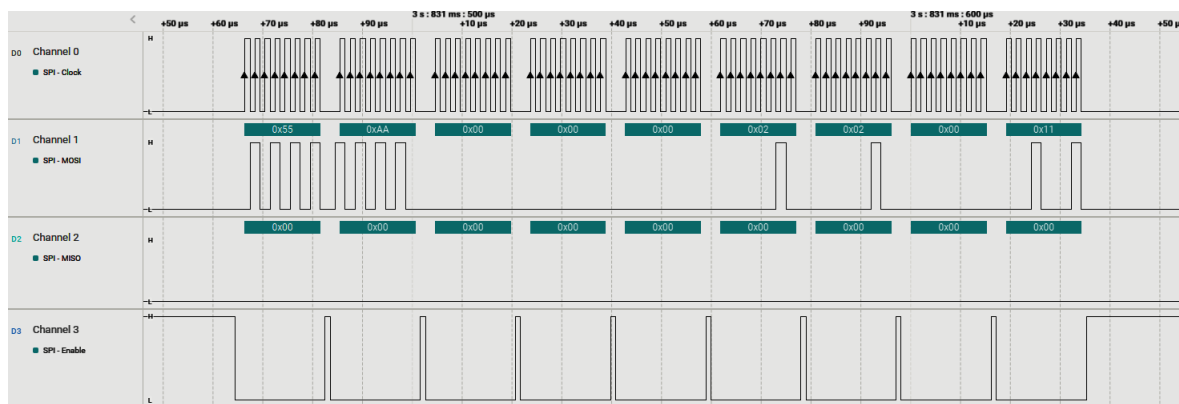 3 s : 831 ms : 500 µs 3 s : 831 ms : 600 µs
< +50 µs +60 µs +70 µs +80 µs +90 µs +10 µs +20 µs +30 µs +40 µs +50 µs +60 µs +70 µs +80 µs +90 µs +10 µs +20 µs +30 µs +50 µ
D0 Channel 0 H
SPI - Clock
L
0x55 0xAA 0x00 0x00 0x00 0x02 0x02 0x00 0x11
D1 Channel 1 H
SPI - MOSI
L
0x00 0x00 0x00 0x00 0x00 0x00 0x00 0x00 0x00
D2 Channel 2 H
SPI - MISO
L
D3 Channel 3 H
SPI - Enable
L